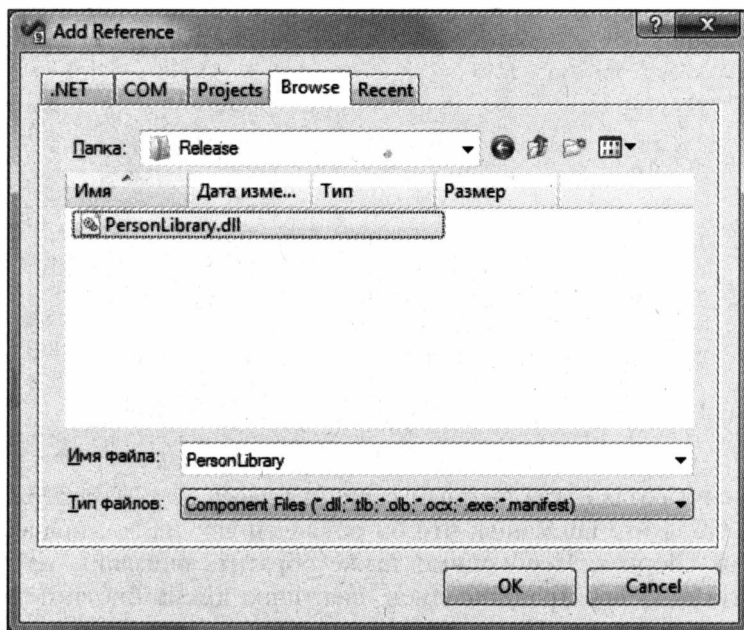 Add Reference
.NET COM Projects Browse Recent
Папка: Release
Имя Дата изме... Тип Размер
PersonLibrary.dll
Имя файла: PersonLibrary
Тип файлов: Component Files (*.dll;*.tlb;*.olb;*.ocx;*.exe;*.manifest)
OK Cancel